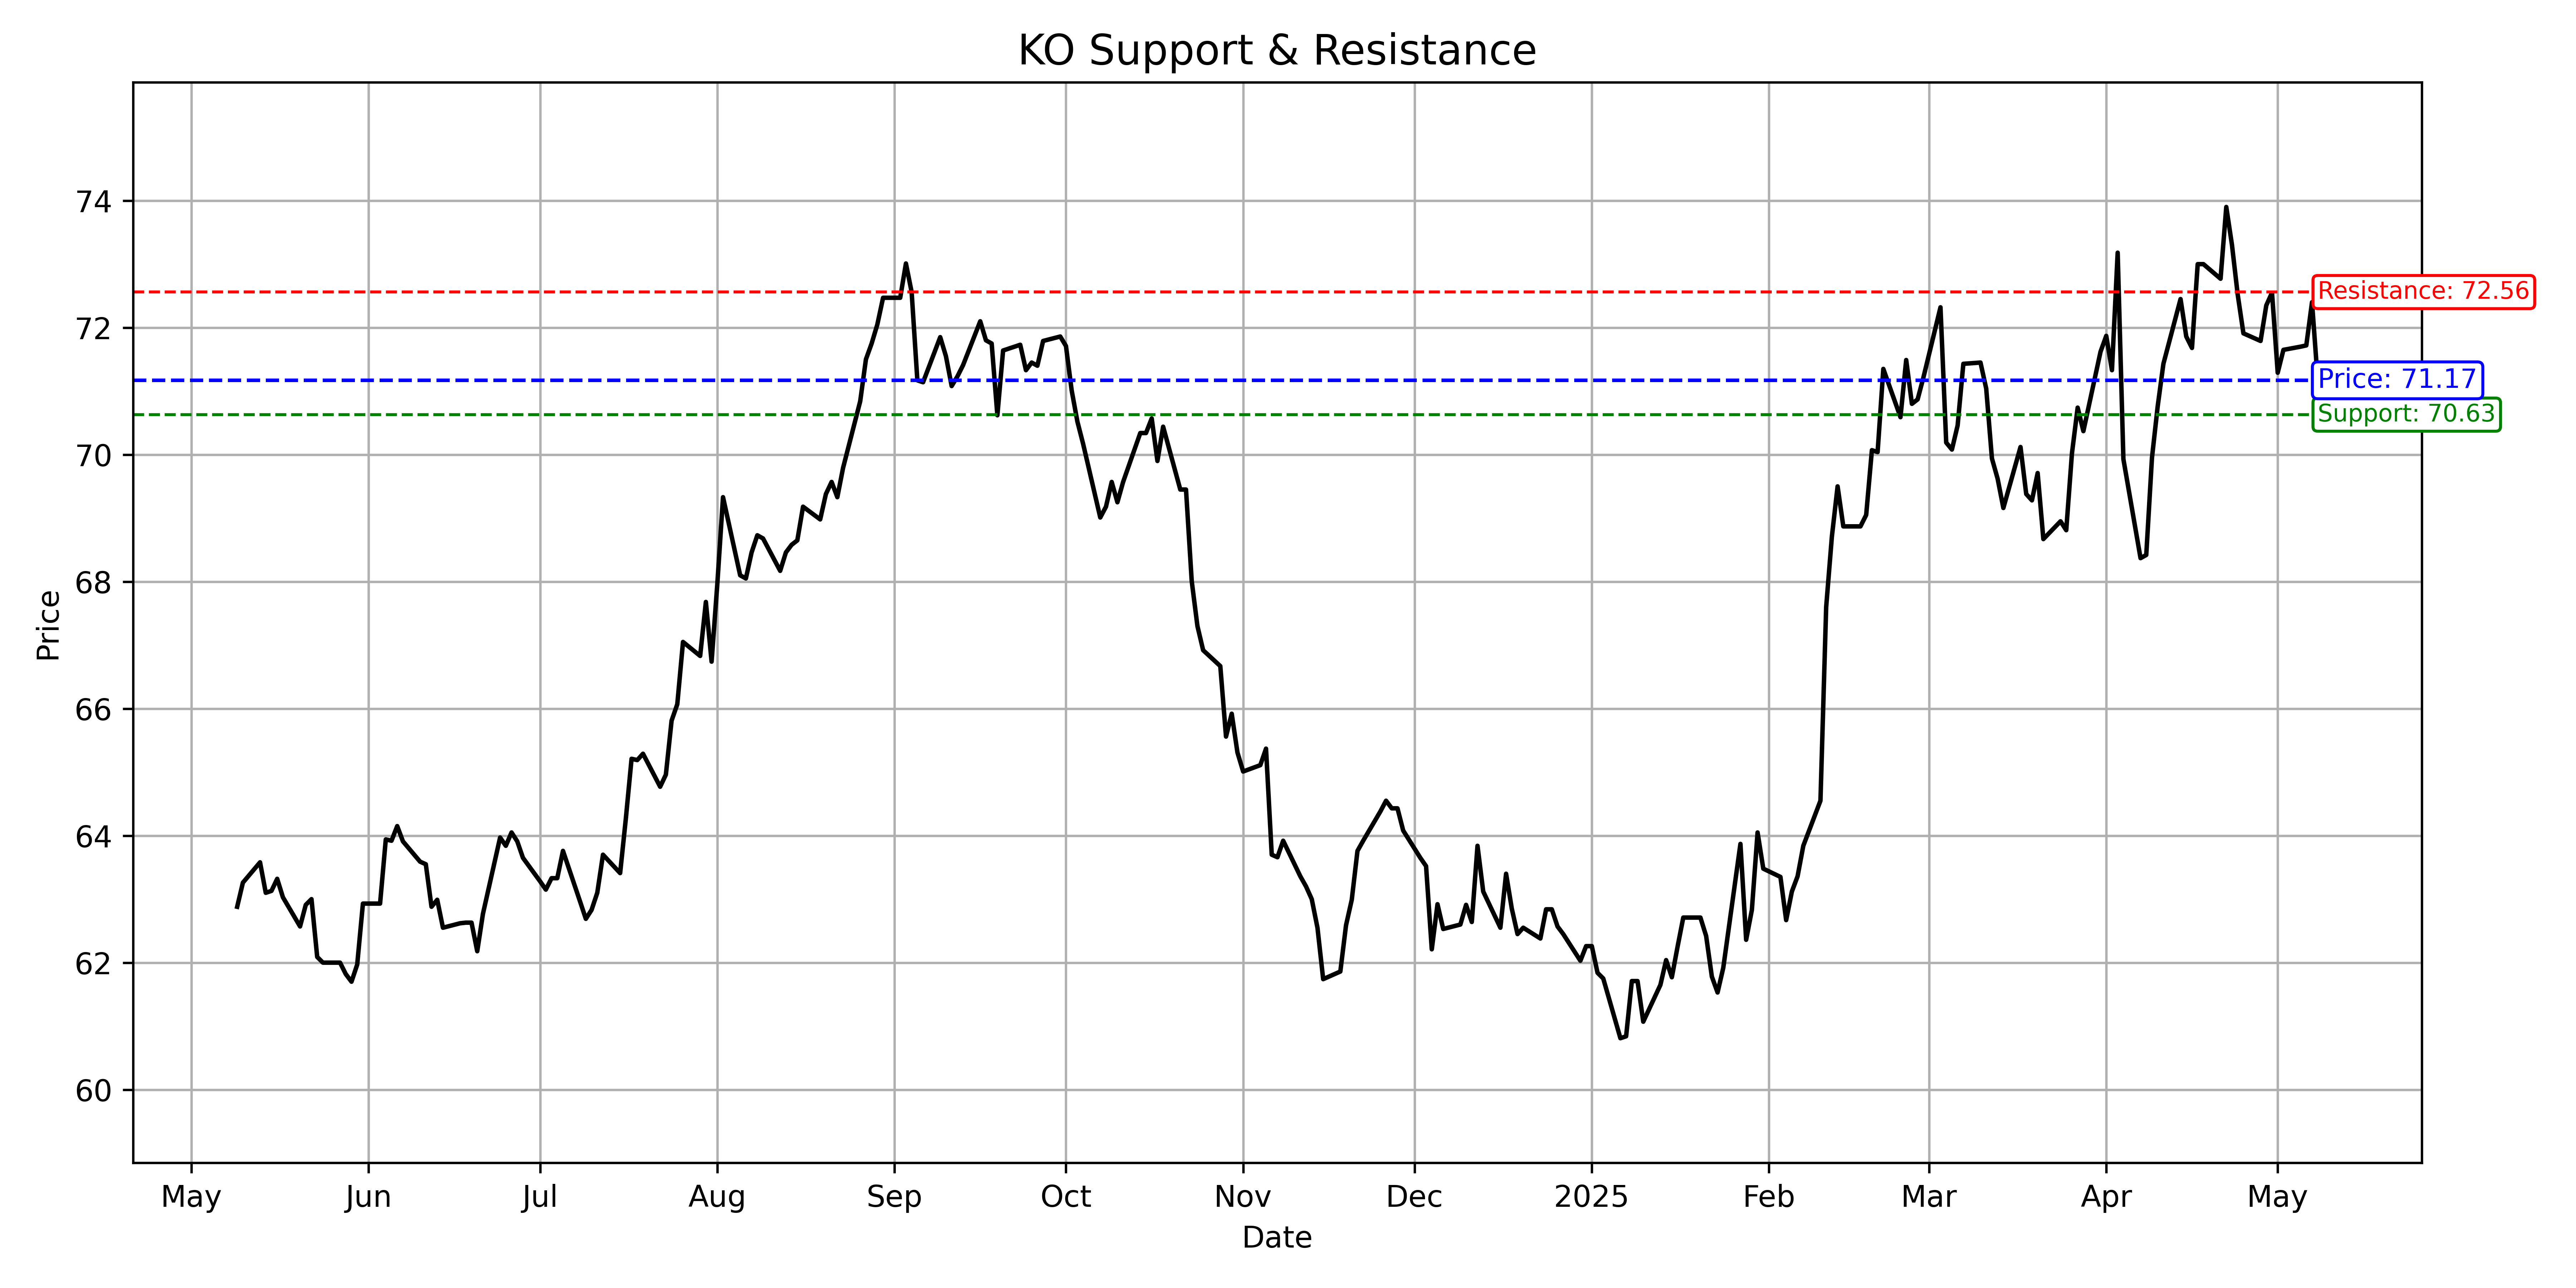 KO Support & Resistance
Price
74
72
70
68
66
64
62
60
Resistance: 72.56
Price: 71.17
Support: 70.63
May Jun Jul Aug Sep Oct Nov Dec 2025 Feb Mar Apr May
Date